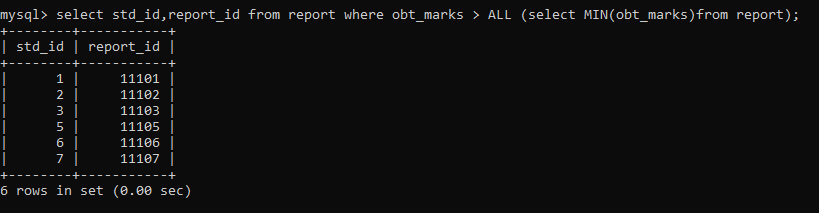 mysql> select std_id,report_id from report where obt_marks > ALL (select MIN(obt_marks)from report);
+--------+-----------+
| std_id | report_id |
+--------+-----------+
|      1 |     11101 |
|      2 |     11102 |
|      3 |     11103 |
|      5 |     11105 |
|      6 |     11106 |
|      7 |     11107 |
+--------+-----------+
6 rows in set (0.00 sec)